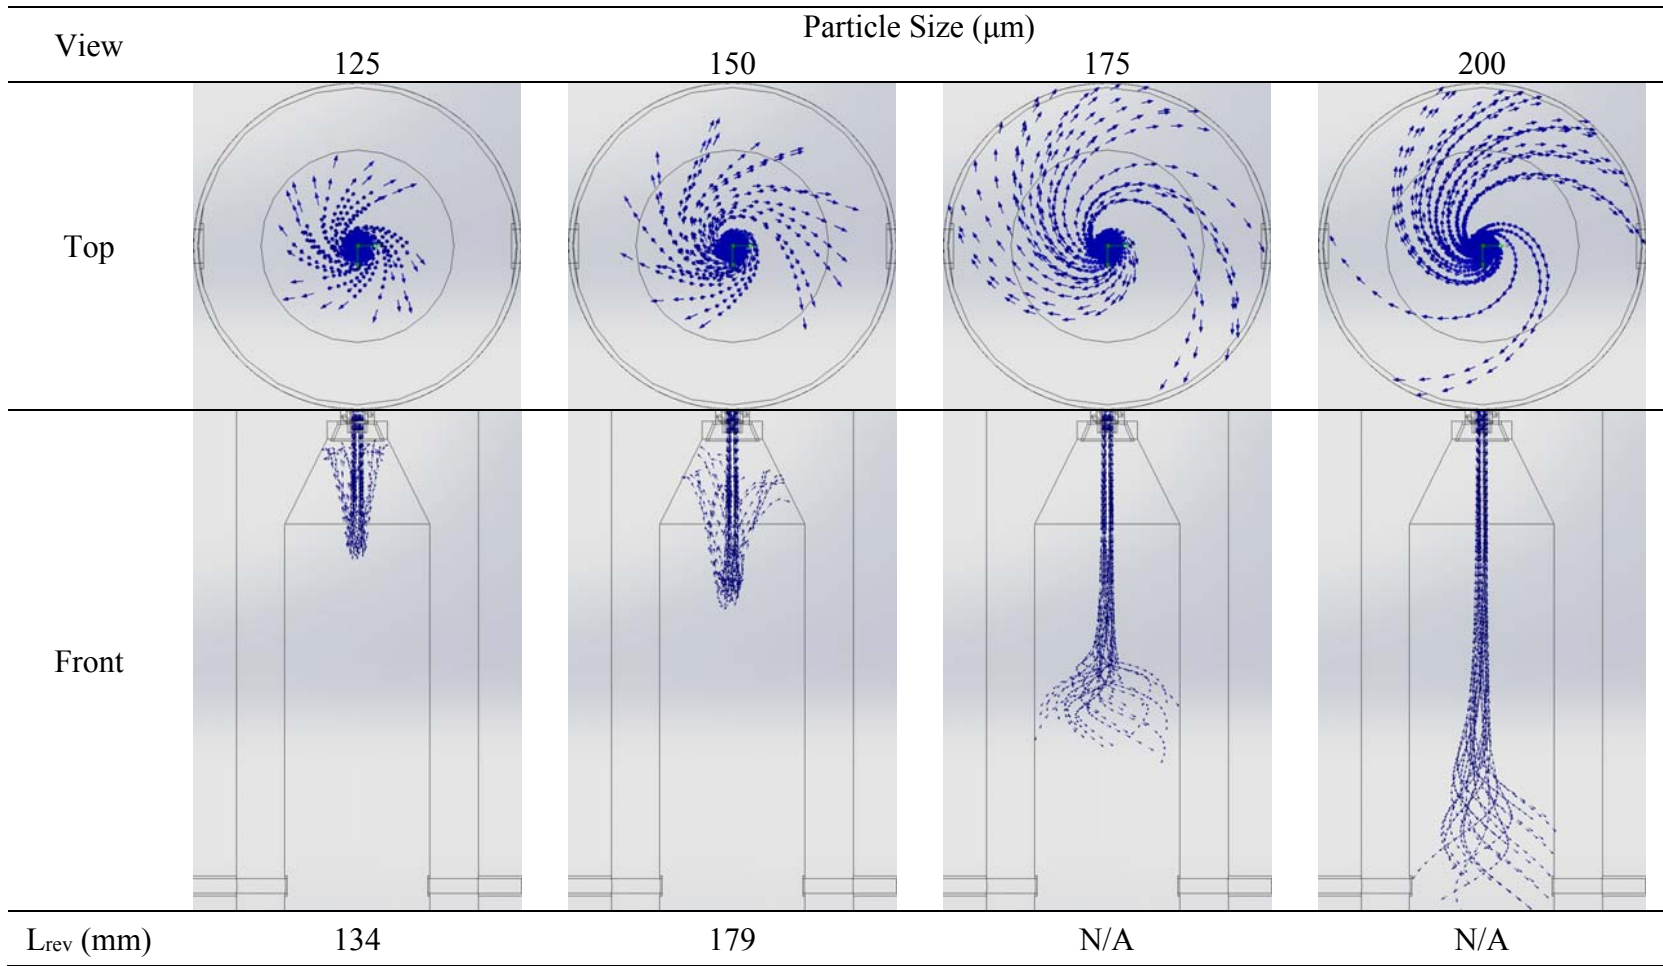 View
Particle Size (μm)
125 150 175 200
Top
Front
Lrev (mm) 134 179 N/A N/A